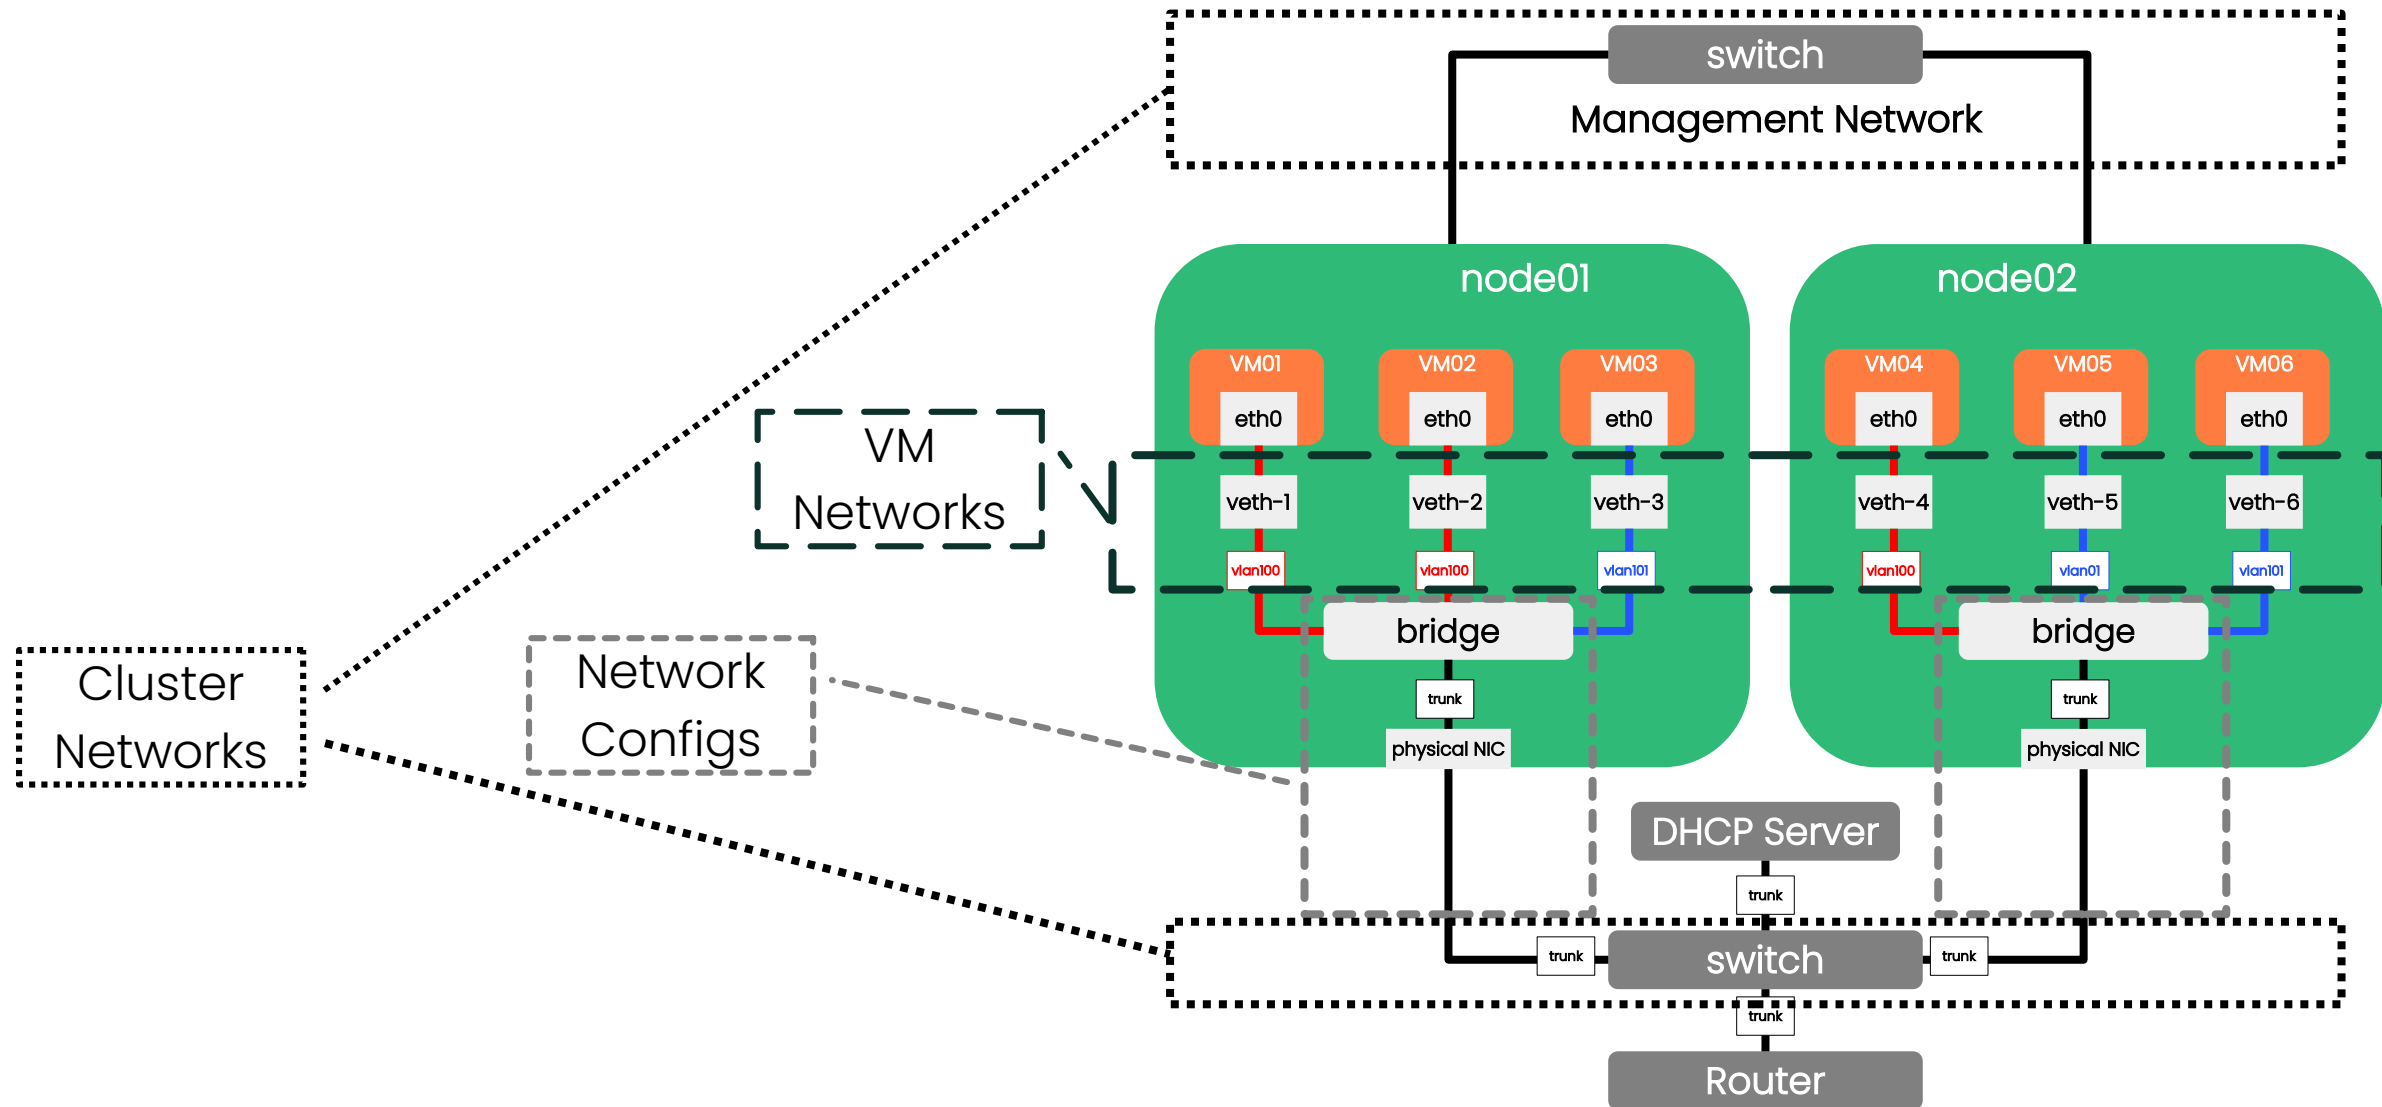 switch
Management Network
node01
node02
VM01
VM02
VM03
VM04
VM05
VM06
eth0
eth0
eth0
eth0
eth0
eth0
VM
Networks
veth-1
veth-2
veth-3
veth-4
veth-5
veth-6
vlan100
vlan100
vlan101
vlan100
vlan01
vlan101
bridge
bridge
Cluster
Networks
Network
Configs
trunk
trunk
physical NIC
physical NIC
DHCP Server
trunk
trunk
switch
trunk
trunk
Router